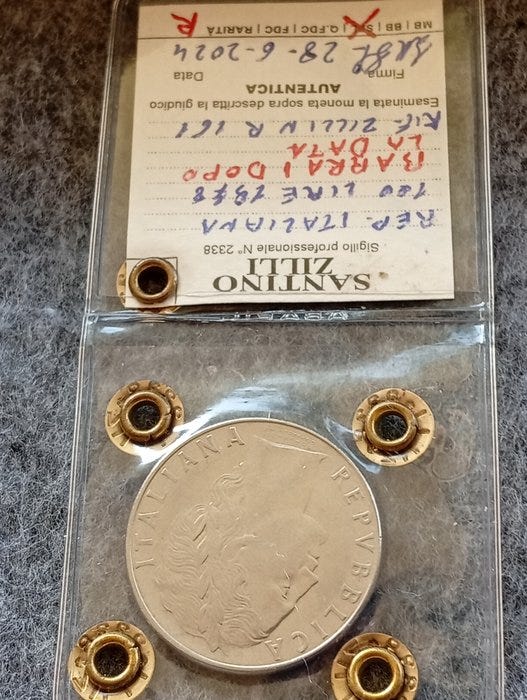 SANTINO
ZILLI
Sigillo professionale N° 2338
REP. ITALIANA
100 LIRE 1978
BARRA I DOPO
LA DATA
RIF. ZILLI N R 161
Esaminata la moneta sopra descritta la giudico
AUTENTICA
Firma Data
28-6-2024
MB | BB | SPL | Q.FDC | FDC | RARITÀ R
REPVBBLICA ITALIANA